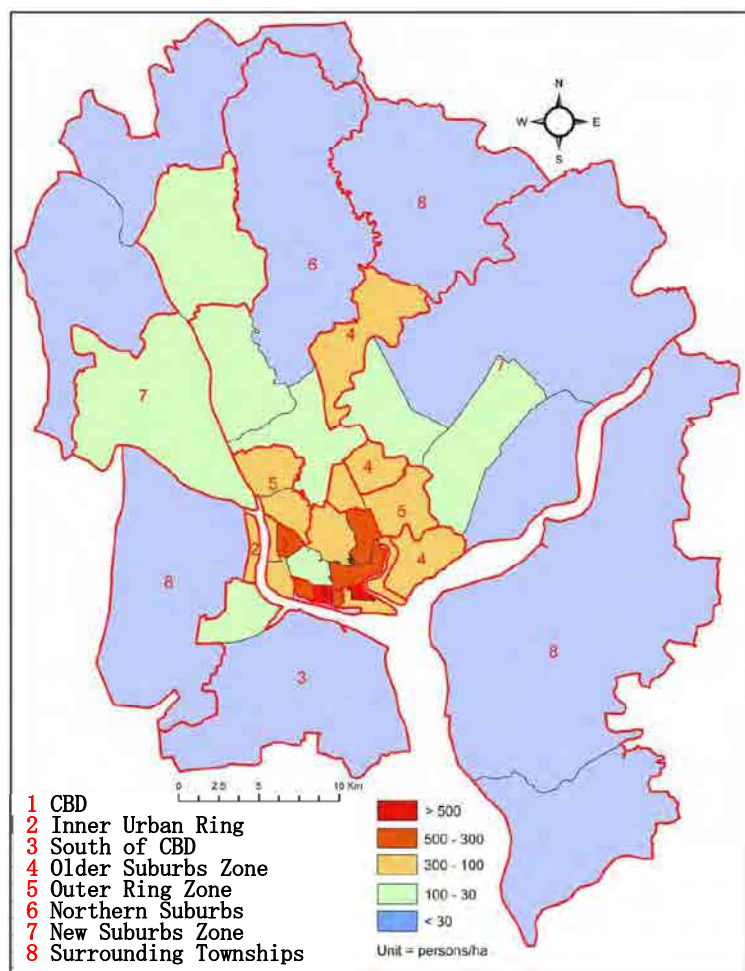 N
W E
S
8
6
4
7
7
4
5
5
2
4
8
8
3
0 2.5 5 10 Km
1 CBD
2 Inner Urban Ring
3 South of CBD
4 Older Suburbs Zone
5 Outer Ring Zone
6 Northern Suburbs
7 New Suburbs Zone
8 Surrounding Townships
> 500
500 - 300
300 - 100
100 - 30
< 30
Unit = persons/ha